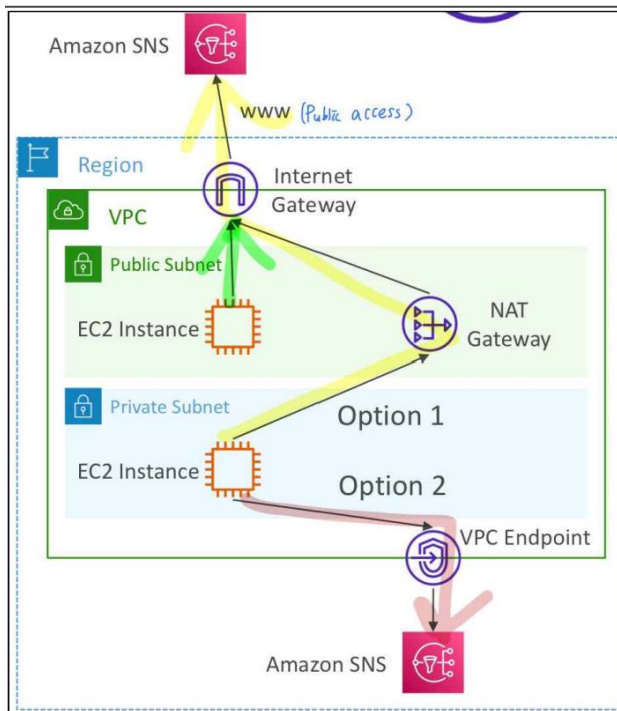 Amazon SNS
www (Public access)
Region
Internet
Gateway
VPC
Public Subnet
EC2 Instance
NAT
Gateway
Private Subnet
Option 1
EC2 Instance
Option 2
VPC Endpoint
Amazon SNS